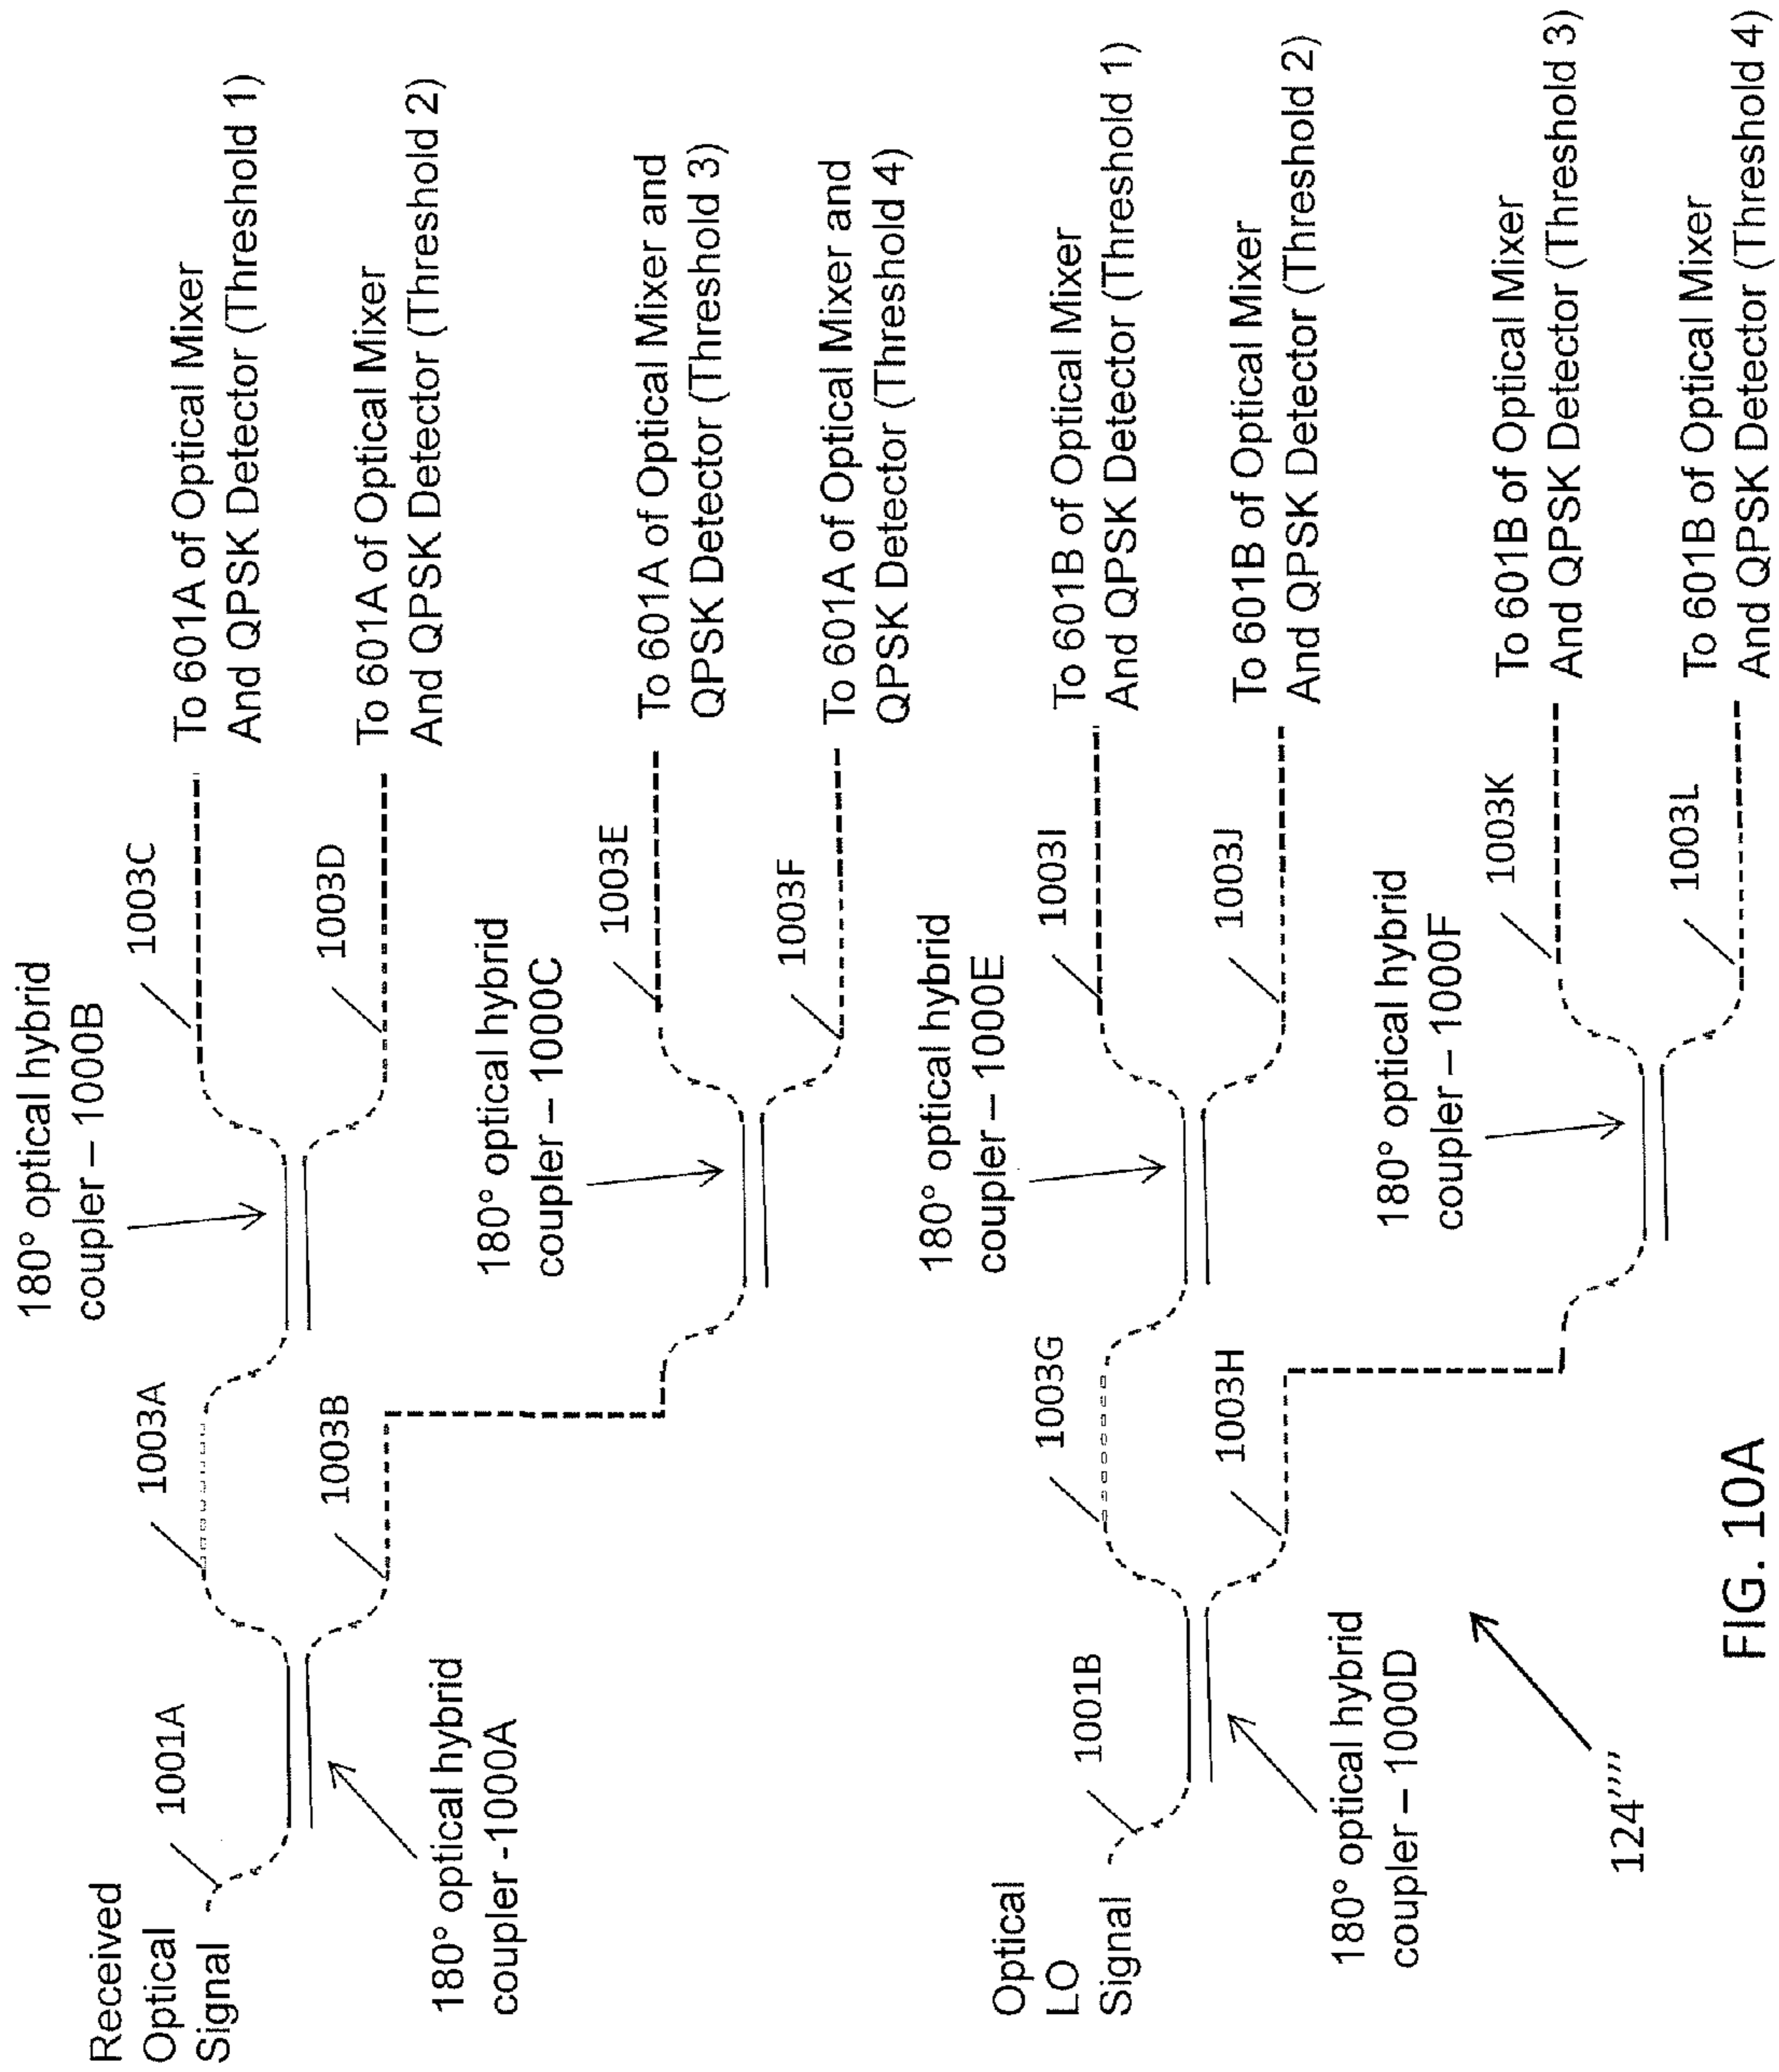 Received
Optical
Signal
1001A
180° optical hybrid
coupler -1000A
1003A
1003B
180° optical hybrid
coupler – 1000B
1003C
1003D
To 601A of Optical Mixer
And QPSK Detector (Threshold 1)
To 601A of Optical Mixer
And QPSK Detector (Threshold 2)
180° optical hybrid
coupler – 1000C
1003E
1003F
To 601A of Optical Mixer and
QPSK Detector (Threshold 3)
To 601A of Optical Mixer and
QPSK Detector (Threshold 4)
Optical
LO
Signal
1001B
180° optical hybrid
coupler – 1000D
1003G
1003H
180° optical hybrid
coupler – 1000E
1003I
1003J
To 601B of Optical Mixer
And QPSK Detector (Threshold 1)
To 601B of Optical Mixer
And QPSK Detector (Threshold 2)
180° optical hybrid
coupler – 1000F
1003K
1003L
To 601B of Optical Mixer
And QPSK Detector (Threshold 3)
To 601B of Optical Mixer
And QPSK Detector (Threshold 4)
124''''
FIG. 10A